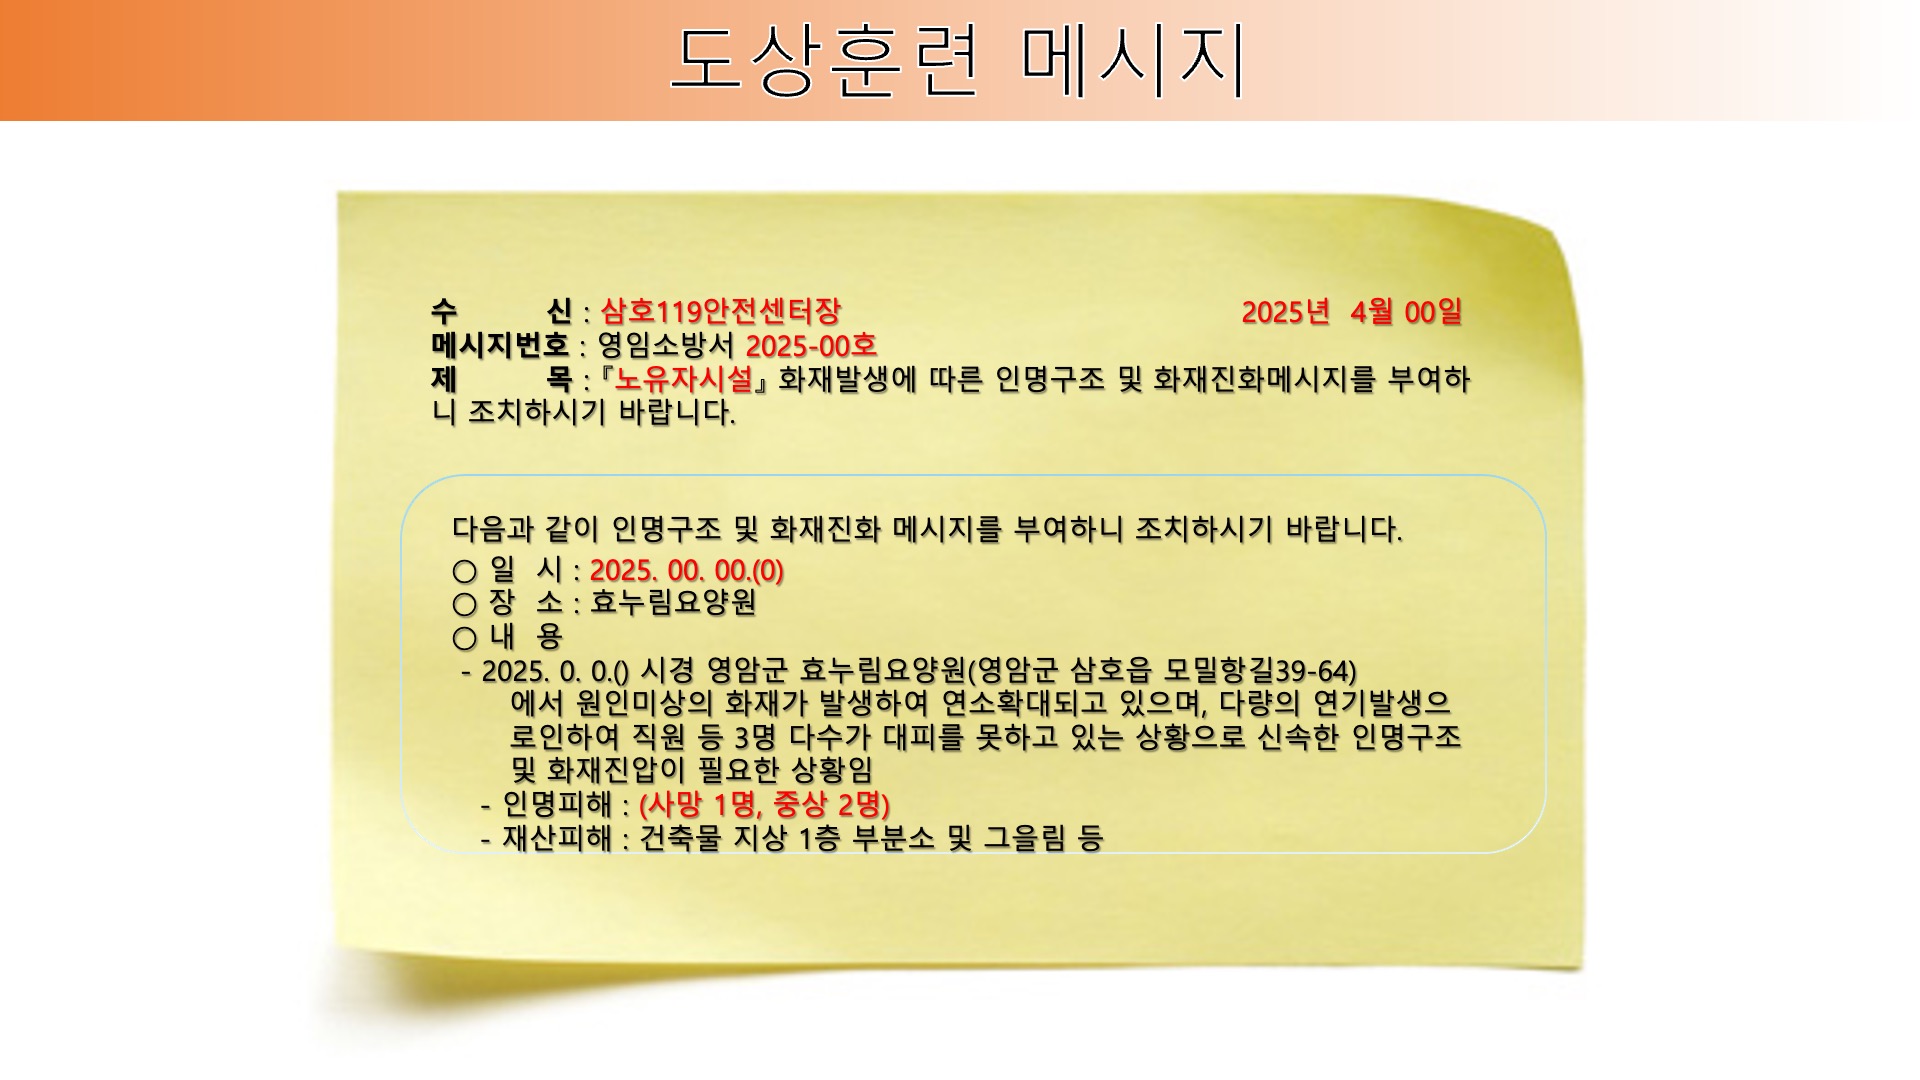 도상훈련 메시지
수 신 : 삼호119안전센터장 2025년 4월 00일
메시지번호 : 영임소방서 2025-00호
제 목 : 『노유자시설』 화재발생에 따른 인명구조 및 화재진화메시지를 부여하
니 조치하시기 바랍니다.
다음과 같이 인명구조 및 화재진화 메시지를 부여하니 조치하시기 바랍니다.
○ 일 시 : 2025. 00. 00.(0)
○ 장 소 : 효누림요양원
○ 내 용
- 2025. 0. 0.() 시경 영암군 효누림요양원(영암군 삼호읍 모밀항길39-64)
에서 원인미상의 화재가 발생하여 연소확대되고 있으며, 다량의 연기발생으
로인하여 직원 등 3명 다수가 대피를 못하고 있는 상황으로 신속한 인명구조
및 화재진압이 필요한 상황임
- 인명피해 : (사망 1명, 중상 2명)
- 재산피해 : 건축물 지상 1층 부분소 및 그을림 등